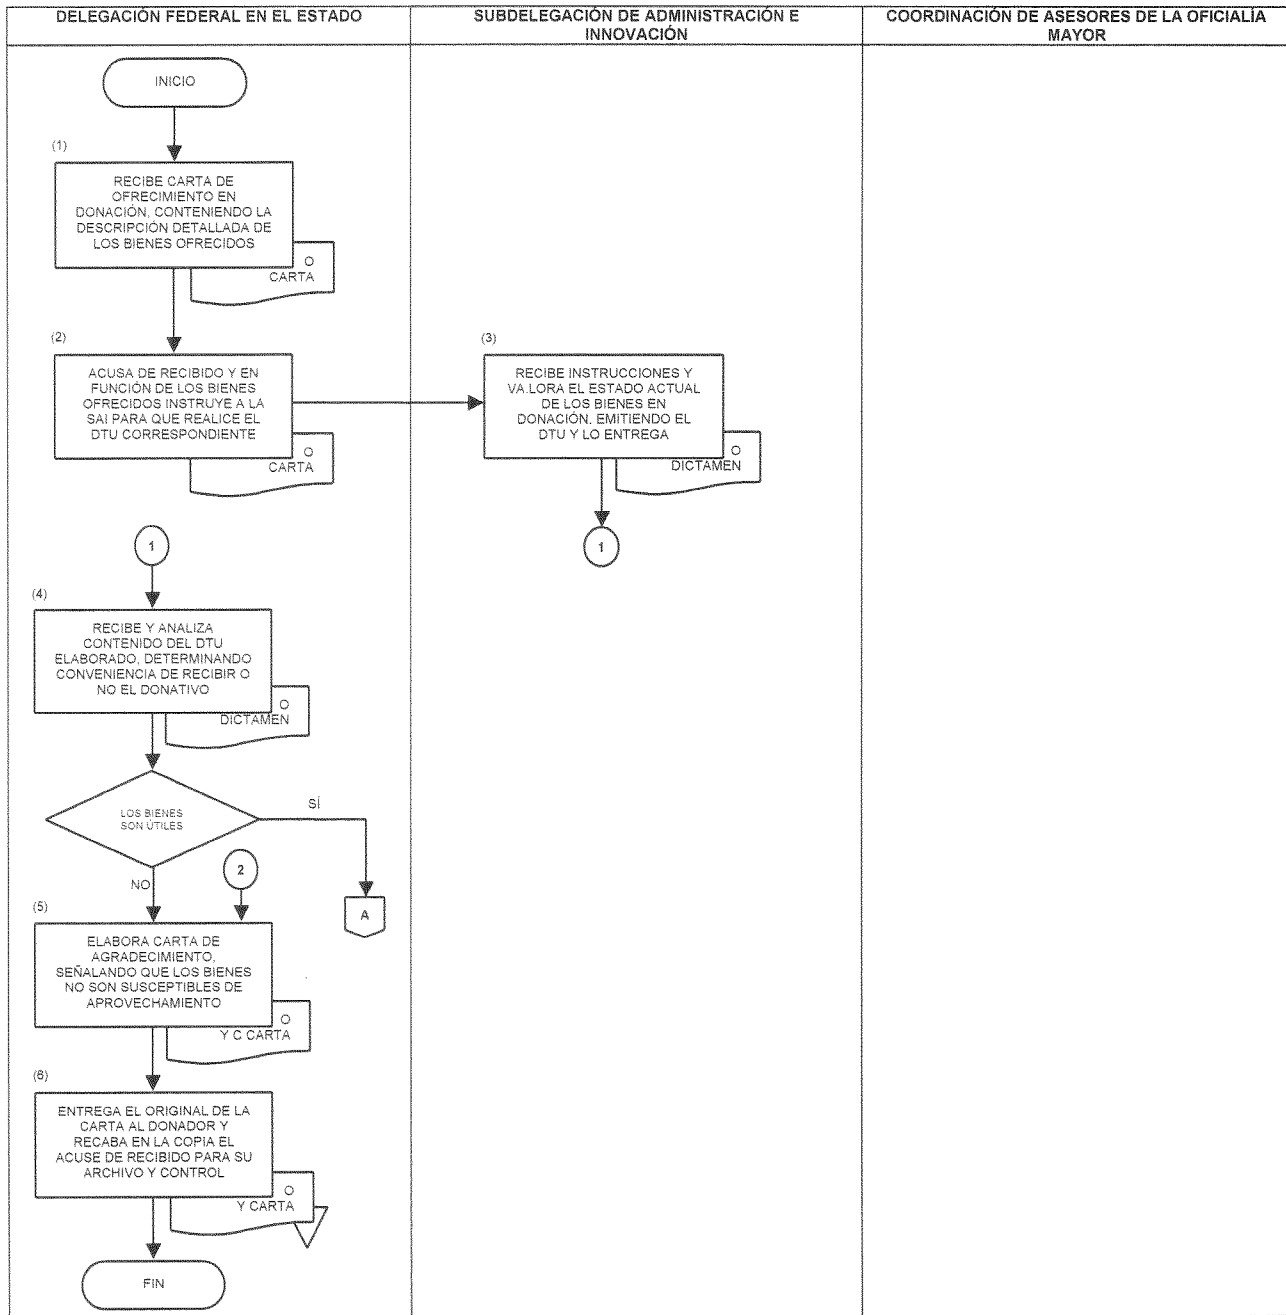 DELEGACIÓN FEDERAL EN EL ESTADO
SUBDELEGACIÓN DE ADMINISTRACIÓN E
INNOVACIÓN
COORDINACIÓN DE ASESORES DE LA OFICIALÍA
MAYOR
INICIO
(1)
RECIBE CARTA DE
OFRECIMIENTO EN
DONACIÓN, CONTENIENDO LA
DESCRIPCIÓN DETALLADA DE
LOS BIENES OFRECIDOS
O
CARTA
(2)
ACUSA DE RECIBIDO Y EN
FUNCIÓN DE LOS BIENES
OFRECIDOS INSTRUYE A LA
SAI PARA QUE REALICE EL
DTU CORRESPONDIENTE
O
CARTA
(3)
RECIBE INSTRUCCIONES Y
VA.LORA EL ESTADO ACTUAL
DE LOS BIENES EN
DONACIÓN, EMITIENDO EL
DTU Y LO ENTREGA
O
DICTAMEN
1
1
(4)
RECIBE Y ANALIZA
CONTENIDO DEL DTU
ELABORADO, DETERMINANDO
CONVENIENCIA DE RECIBIR O
NO EL DONATIVO
O
DICTAMEN
LOS BIENES
SON ÚTILES
SÍ
NO
2
A
(5)
ELABORA CARTA DE
AGRADECIMIENTO,
SEÑALANDO QUE LOS BIENES
NO SON SUSCEPTIBLES DE
APROVECHAMIENTO
O
Y C CARTA
(6)
ENTREGA EL ORIGINAL DE LA
CARTA AL DONADOR Y
RECABA EN LA COPIA EL
ACUSE DE RECIBIDO PARA SU
ARCHIVO Y CONTROL
O
Y CARTA
FIN